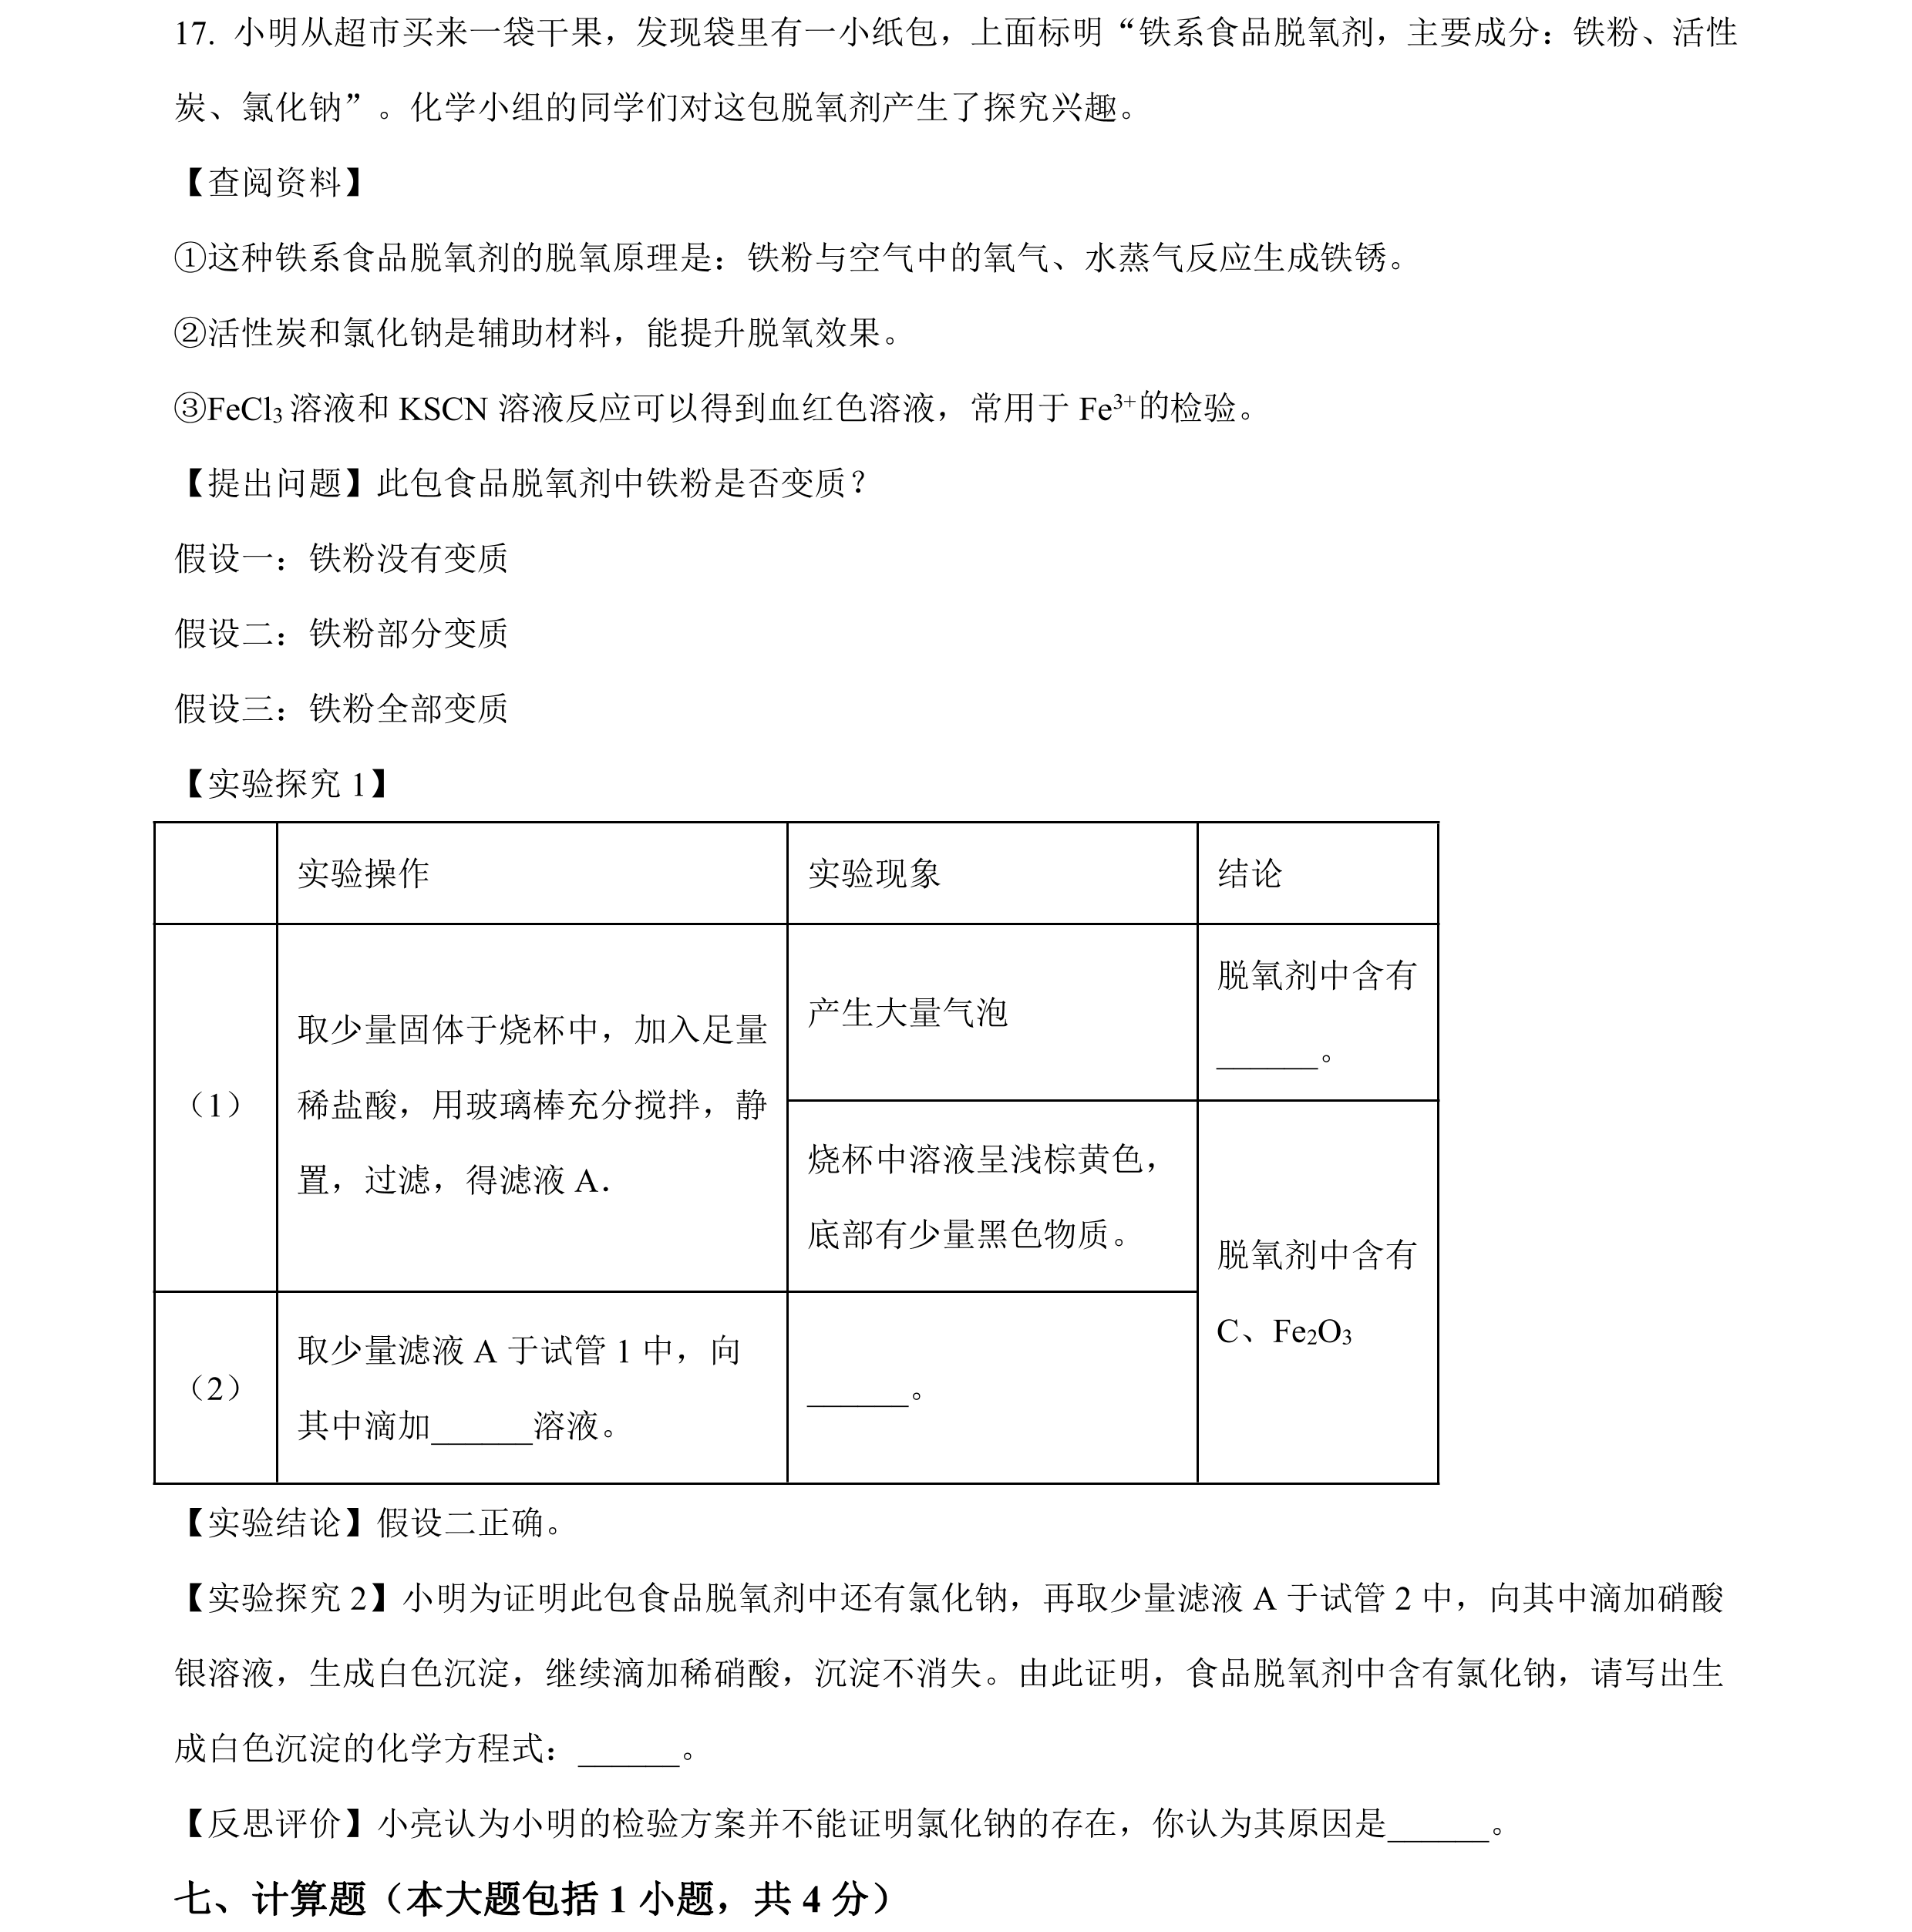 17. 小明从超市买来一袋干果，发现袋里有一小纸包，上面标明“铁系食品脱氧剂，主要成分：铁粉、活性
炭、氯化钠”。化学小组的同学们对这包脱氧剂产生了探究兴趣。
【查阅资料】
①这种铁系食品脱氧剂的脱氧原理是：铁粉与空气中的氧气、水蒸气反应生成铁锈。
②活性炭和氯化钠是辅助材料，能提升脱氧效果。
③FeCl₃溶液和 KSCN 溶液反应可以得到血红色溶液，常用于 Fe³⁺的检验。
【提出问题】此包食品脱氧剂中铁粉是否变质？
假设一：铁粉没有变质
假设二：铁粉部分变质
假设三：铁粉全部变质
【实验探究 1】
实验操作
实验现象
结论
（1）
取少量固体于烧杯中，加入足量
稀盐酸，用玻璃棒充分搅拌，静
置，过滤，得滤液 A.
产生大量气泡
脱氧剂中含有
______。
烧杯中溶液呈浅棕黄色，
底部有少量黑色物质。
脱氧剂中含有
C、Fe₂O₃
（2）
取少量滤液 A 于试管 1 中，向
其中滴加______溶液。
______。
【实验结论】假设二正确。
【实验探究 2】小明为证明此包食品脱氧剂中还有氯化钠，再取少量滤液 A 于试管 2 中，向其中滴加硝酸
银溶液，生成白色沉淀，继续滴加稀硝酸，沉淀不消失。由此证明，食品脱氧剂中含有氯化钠，请写出生
成白色沉淀的化学方程式：______。
【反思评价】小亮认为小明的检验方案并不能证明氯化钠的存在，你认为其原因是______。
七、计算题（本大题包括 1 小题，共 4 分）